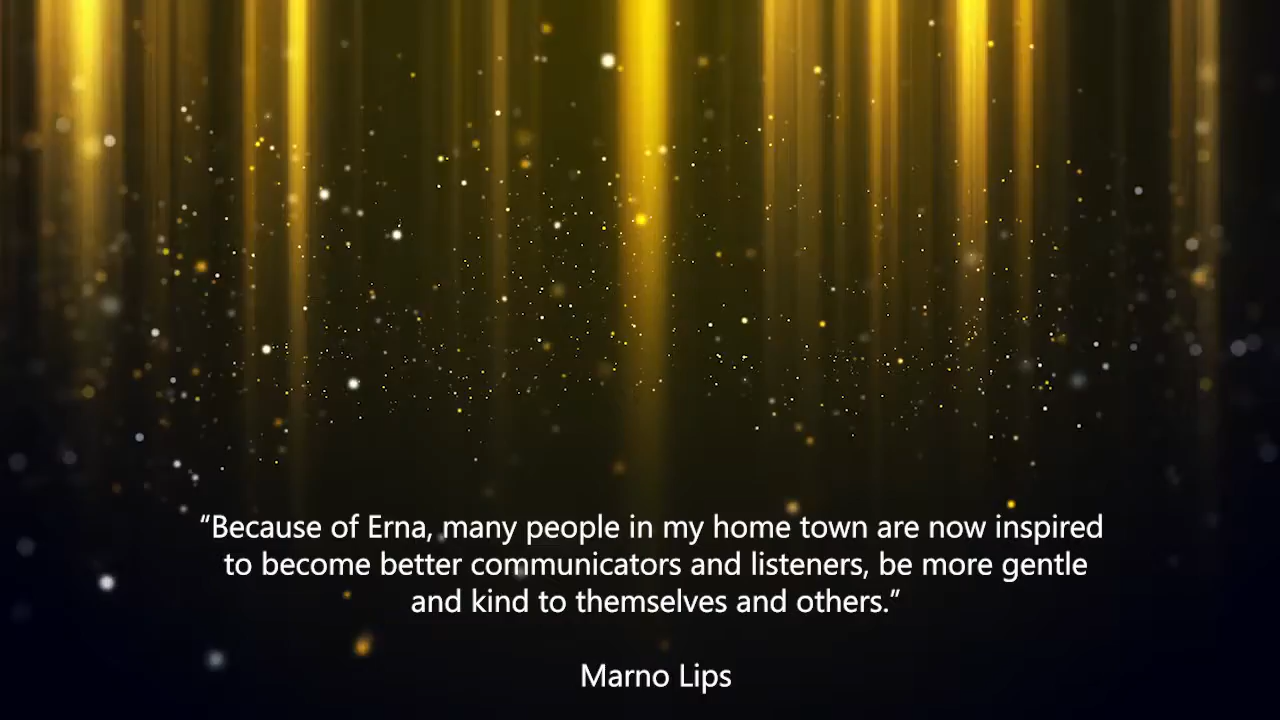 “Because of Erna, many people in my home town are now inspired
to become better communicators and listeners, be more gentle
and kind to themselves and others.”
Marno Lips